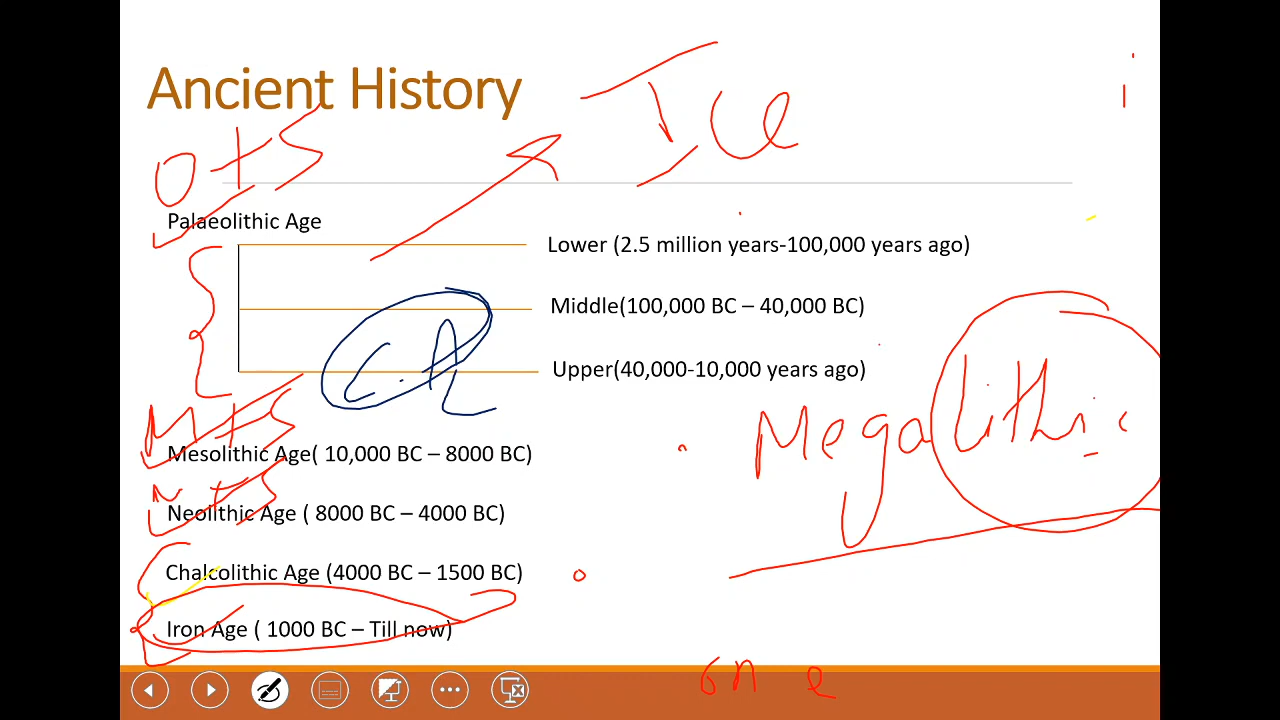 Ancient History
Ice
i
O+S
Palaeolithic Age
Lower (2.5 million years-100,000 years ago)
Middle(100,000 BC – 40,000 BC)
Upper(40,000-10,000 years ago)
M+S
Megalithic
Mesolithic Age( 10,000 BC – 8000 BC)
N+S
Neolithic Age ( 8000 BC – 4000 BC)
Chalcolithic Age (4000 BC – 1500 BC)
Iron Age ( 1000 BC – Till now)